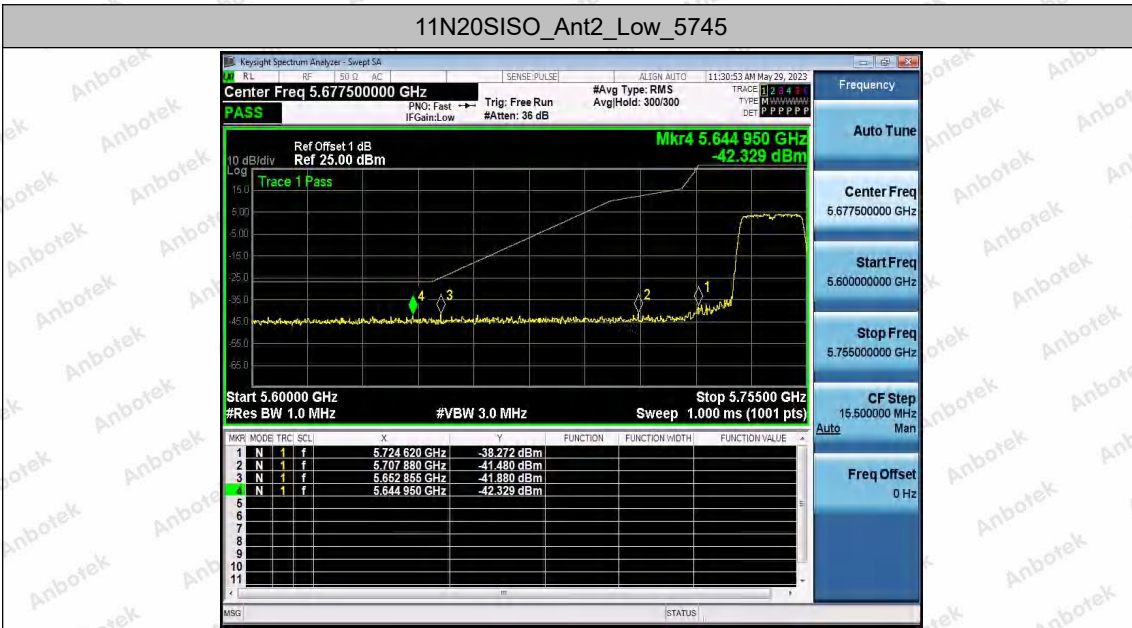 11N20SISO_Ant2_Low_5745
Keysight Spectrum Analyzer - Swept SA
RL RF 50 Ω AC SENSE:PULSE ALIGN AUTO 11:30:53 AM May 29, 2023
Center Freq 5.677500000 GHz #Avg Type: RMS TRACE 1 2 3 4 5 6
PNO: Fast Trig: Free Run Avg|Hold: 300/300 TYPE M WWWWW
PASS IFGain:Low #Atten: 36 dB DET P P P P P P
Mkr4 5.644 950 GHz
-42.329 dBm
Ref Offset 1 dB
10 dB/div Ref 25.00 dBm
Log
Trace 1 Pass
15.0
5.00
-5.00
-15.0
-25.0
-35.0
-45.0
-55.0
-65.0
4 3 2 1
Start 5.60000 GHz Stop 5.75500 GHz
#Res BW 1.0 MHz #VBW 3.0 MHz Sweep 1.000 ms (1001 pts)
MKR MODE TRC SCL X Y FUNCTION FUNCTION WIDTH FUNCTION VALUE
1 N 1 f 5.724 620 GHz -38.272 dBm
2 N 1 f 5.707 880 GHz -41.480 dBm
3 N 1 f 5.652 855 GHz -41.880 dBm
4 N 1 f 5.644 950 GHz -42.329 dBm
5
6
7
8
9
10
11
MSG STATUS
Frequency
Auto Tune
Center Freq
5.677500000 GHz
Start Freq
5.600000000 GHz
Stop Freq
5.755000000 GHz
CF Step
15.500000 MHz
Auto Man
Freq Offset
0 Hz
Anbotek